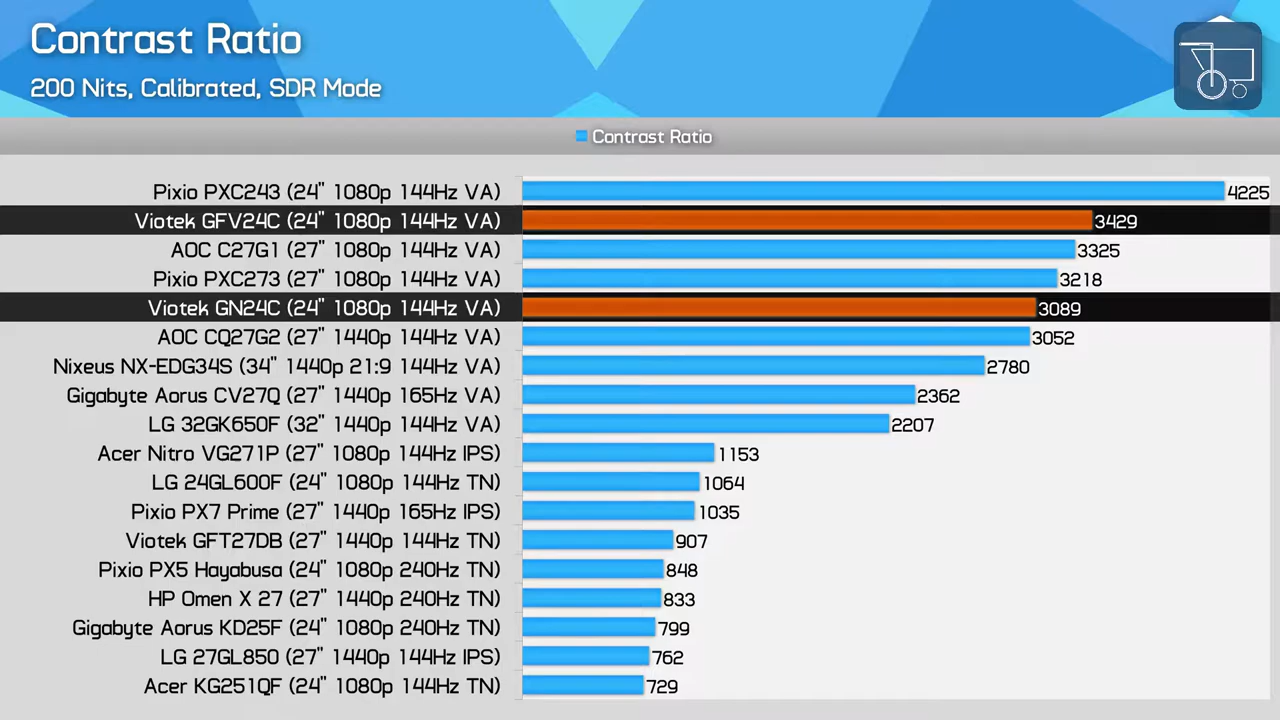 Contrast Ratio
200 Nits, Calibrated, SDR Mode
Contrast Ratio
Pixio PXC243 (24" 1080p 144Hz VA) 4225
Viotek GFV24C (24" 1080p 144Hz VA) 3429
AOC C27G1 (27" 1080p 144Hz VA) 3325
Pixio PXC273 (27" 1080p 144Hz VA) 3218
Viotek GN24C (24" 1080p 144Hz VA) 3089
AOC CQ27G2 (27" 1440p 144Hz VA) 3052
Nixeus NX-EDG34S (34" 1440p 21:9 144Hz VA) 2780
Gigabyte Aorus CV27Q (27" 1440p 165Hz VA) 2362
LG 32GK650F (32" 1440p 144Hz VA) 2207
Acer Nitro VG271P (27" 1080p 144Hz IPS) 1153
LG 24GL600F (24" 1080p 144Hz TN) 1064
Pixio PX7 Prime (27" 1440p 165Hz IPS) 1035
Viotek GFT27DB (27" 1440p 144Hz TN) 907
Pixio PX5 Hayabusa (24" 1080p 240Hz TN) 848
HP Omen X 27 (27" 1440p 240Hz TN) 833
Gigabyte Aorus KD25F (24" 1080p 240Hz TN) 799
LG 27GL850 (27" 1440p 144Hz IPS) 762
Acer KG251QF (24" 1080p 144Hz TN) 729